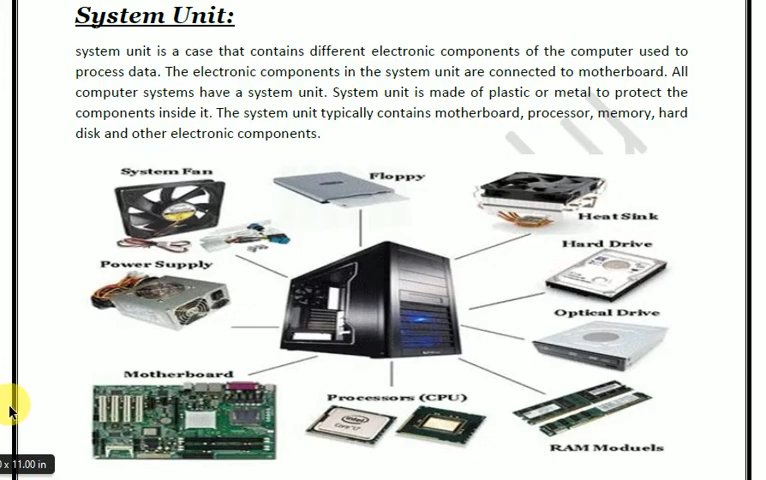 System Unit:
system unit is a case that contains different electronic components of the computer used to
process data. The electronic components in the system unit are connected to motherboard. All
computer systems have a system unit. System unit is made of plastic or metal to protect the
components inside it. The system unit typically contains motherboard, processor, memory, hard
disk and other electronic components.
System Fan
Floppy
Heat Sink
Hard Drive
Power Supply
Optical Drive
Motherboard
Processors (CPU)
intel
Core i7
RAM Moduels
x 11.00 in